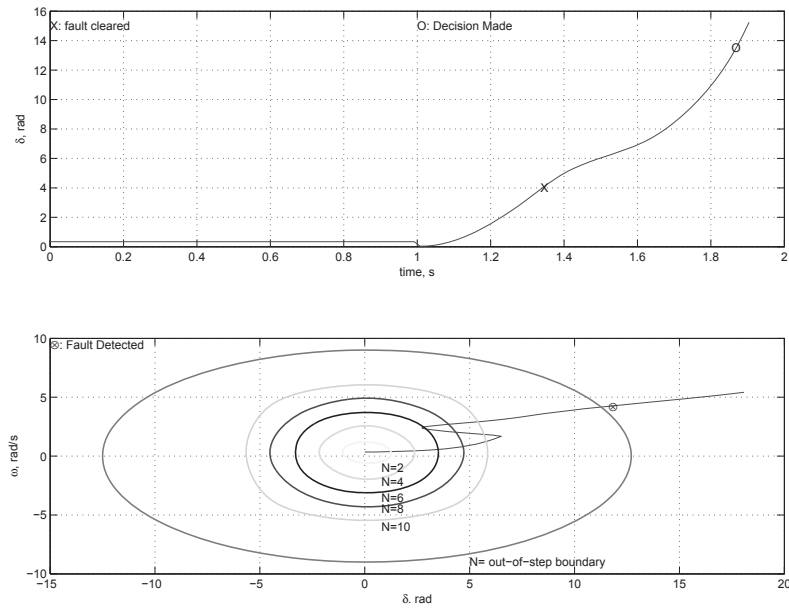 16
14
12
10
8
6
4
2
0
δ, rad
X: fault cleared
O: Decision Made
X
O
0 0.2 0.4 0.6 0.8 1 1.2 1.4 1.6 1.8 2
time, s
10
5
0
−5
−10
ω, rad/s
⊗: Fault Detected
⊗
N=2
N=4
N=6
N=8
N=10
N= out−of−step boundary
−15 −10 −5 0 5 10 15 20
δ, rad